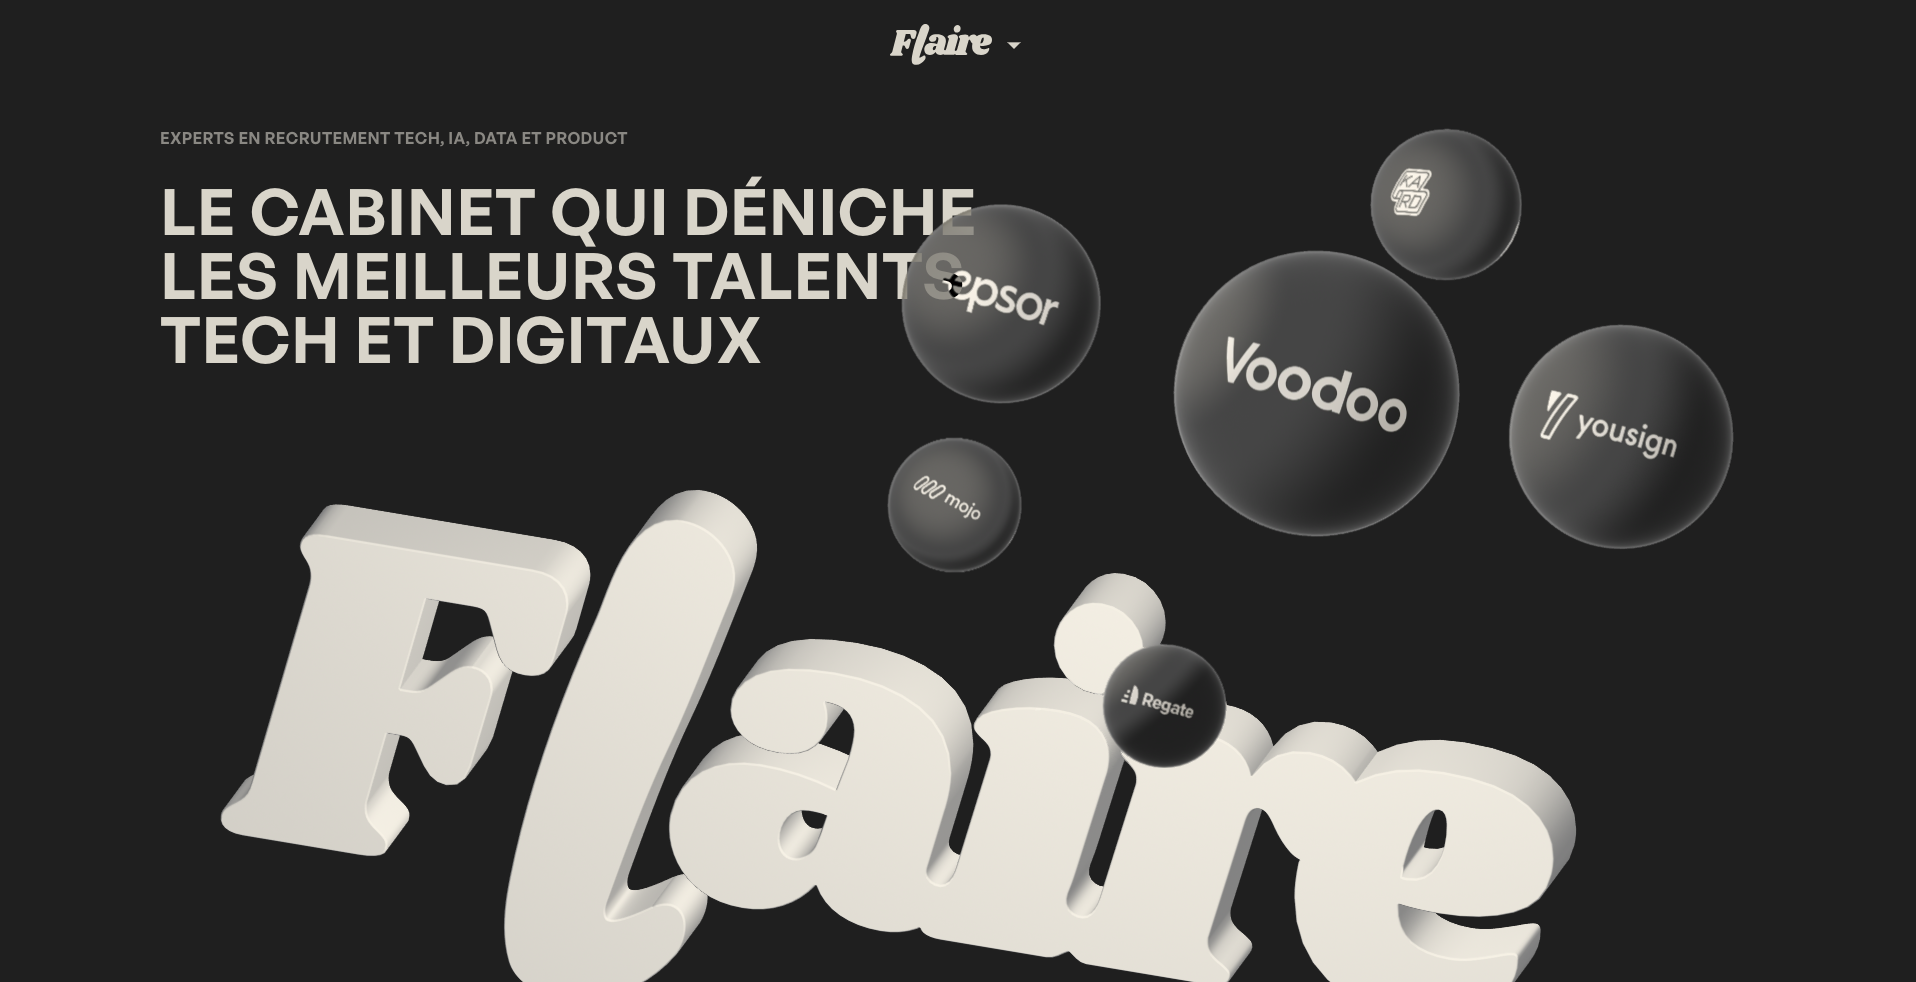 Flaire
EXPERTS EN RECRUTEMENT TECH, IA, DATA ET PRODUCT
LE CABINET QUI DÉNICHE
LES MEILLEURS TALENTS
TECH ET DIGITAUX
KA
RD
epsor
Voodoo
yousign
mojo
Regate
Flaire